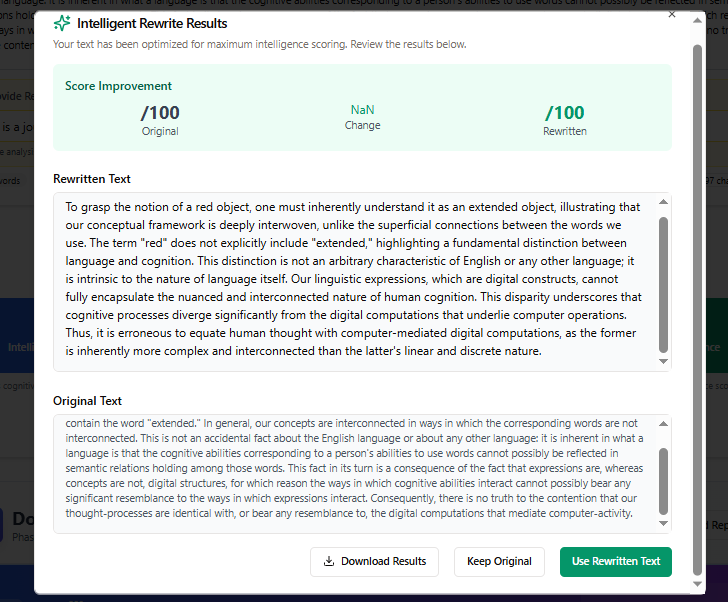 Intelligent Rewrite Results
Your text has been optimized for maximum intelligence scoring. Review the results below.
Score Improvement
/100
Original
NaN
Change
/100
Rewritten
Rewritten Text
To grasp the notion of a red object, one must inherently understand it as an extended object, illustrating that
our conceptual framework is deeply interwoven, unlike the superficial connections between the words we
use. The term "red" does not explicitly include "extended," highlighting a fundamental distinction between
language and cognition. This distinction is not an arbitrary characteristic of English or any other language; it
is intrinsic to the nature of language itself. Our linguistic expressions, which are digital constructs, cannot
fully encapsulate the nuanced and interconnected nature of human cognition. This disparity underscores that
cognitive processes diverge significantly from the digital computations that underlie computer operations.
Thus, it is erroneous to equate human thought with computer-mediated digital computations, as the former
is inherently more complex and interconnected than the latter's linear and discrete nature.
Original Text
contain the word "extended." In general, our concepts are interconnected in ways in which the corresponding words are not
interconnected. This is not an accidental fact about the English language or about any other language: it is inherent in what a
language is that the cognitive abilities corresponding to a person's abilities to use words cannot possibly be reflected in
semantic relations holding among those words. This fact in its turn is a consequence of the fact that expressions are, whereas
concepts are not, digital structures, for which reason the ways in which cognitive abilities interact cannot possibly bear any
significant resemblance to the ways in which expressions interact. Consequently, there is no truth to the contention that our
thought-processes are identical with, or bear any resemblance to, the digital computations that mediate computer-activity.
Download Results
Keep Original
Use Rewritten Text